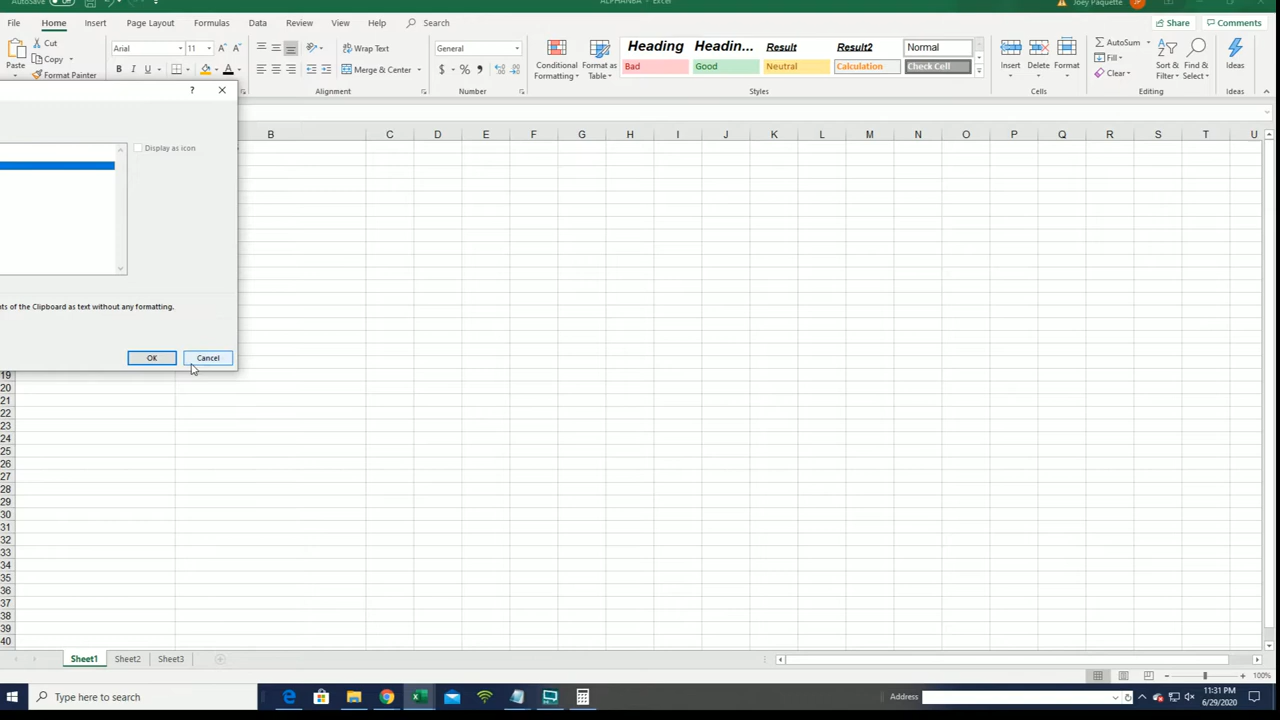 AutoSave
ALPHANBA - Excel
Joey Paquette
JP
File Home Insert Page Layout Formulas Data Review View Help Search Share Comments
Cut
Copy
Format Painter
Paste
Arial 11
B I U
Wrap Text
Merge & Center
Alignment
General
$ % ,
Number
Conditional Formatting
Format as Table
Heading Headin... Result Result2 Normal
Bad Good Neutral Calculation Check Cell
Styles
Insert Delete Format
Cells
AutoSum
Fill
Clear
Sort & Filter
Find & Select
Editing
Ideas
Ideas
? 
B C D E F G H I J K L M N O P Q R S T U
Display as icon
nts of the Clipboard as text without any formatting.
OK Cancel
19
20
21
22
23
24
25
26
27
28
29
30
31
32
33
34
35
36
37
38
39
40
Sheet1 Sheet2 Sheet3
100%
Type here to search
Address
11:31 PM
6/29/2020